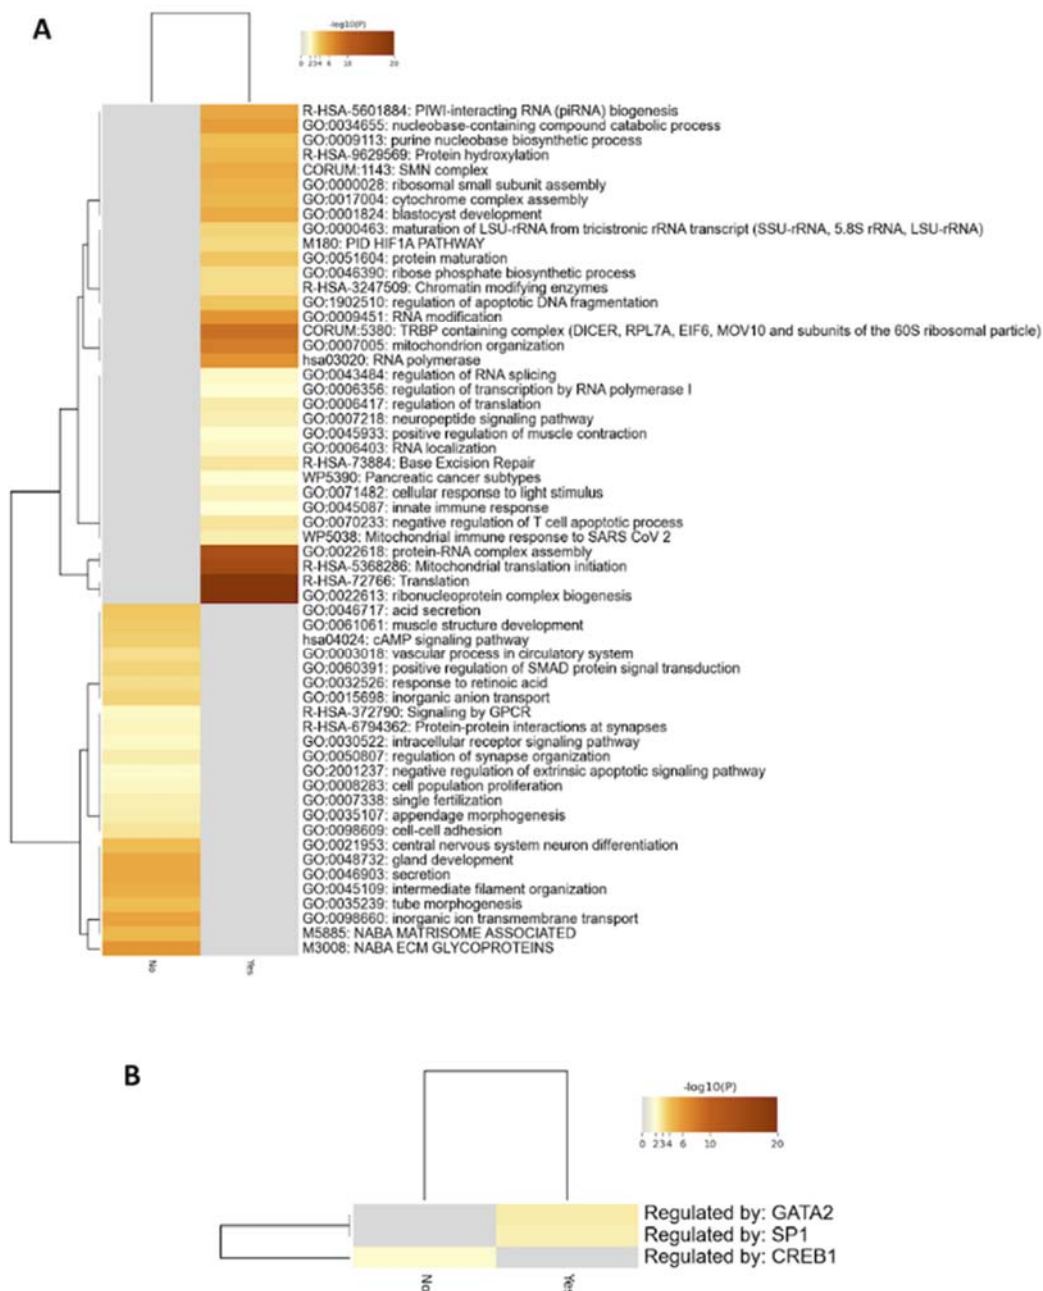 A
-log10(P)
0 2 3 4 6 10 20
R-HSA-5601884: PIWI-interacting RNA (piRNA) biogenesis
GO:0034655: nucleobase-containing compound catabolic process
GO:0009113: purine nucleobase biosynthetic process
R-HSA-9629569: Protein hydroxylation
CORUM:1143: SMN complex
GO:0000028: ribosomal small subunit assembly
GO:0017004: cytochrome complex assembly
GO:0001824: blastocyst development
GO:0000463: maturation of LSU-rRNA from tricistronic rRNA transcript (SSU-rRNA, 5.8S rRNA, LSU-rRNA)
M180: PID HIF1A PATHWAY
GO:0051604: protein maturation
GO:0046390: ribose phosphate biosynthetic process
R-HSA-3247509: Chromatin modifying enzymes
GO:1902510: regulation of apoptotic DNA fragmentation
GO:0009451: RNA modification
CORUM:5380: TRBP containing complex (DICER, RPL7A, EIF6, MOV10 and subunits of the 60S ribosomal particle)
GO:0007005: mitochondrion organization
hsa03020: RNA polymerase
GO:0043484: regulation of RNA splicing
GO:0006356: regulation of transcription by RNA polymerase I
GO:0006417: regulation of translation
GO:0007218: neuropeptide signaling pathway
GO:0045933: positive regulation of muscle contraction
GO:0006403: RNA localization
R-HSA-73884: Base Excision Repair
WP5390: Pancreatic cancer subtypes
GO:0071482: cellular response to light stimulus
GO:0045087: innate immune response
GO:0070233: negative regulation of T cell apoptotic process
WP5038: Mitochondrial immune response to SARS CoV 2
GO:0022618: protein-RNA complex assembly
R-HSA-5368286: Mitochondrial translation initiation
R-HSA-72766: Translation
GO:0022613: ribonucleoprotein complex biogenesis
GO:0046717: acid secretion
GO:0061061: muscle structure development
hsa04024: cAMP signaling pathway
GO:0003018: vascular process in circulatory system
GO:0060391: positive regulation of SMAD protein signal transduction
GO:0032526: response to retinoic acid
GO:0015698: inorganic anion transport
R-HSA-372790: Signaling by GPCR
R-HSA-6794362: Protein-protein interactions at synapses
GO:0030522: intracellular receptor signaling pathway
GO:0050807: regulation of synapse organization
GO:2001237: negative regulation of extrinsic apoptotic signaling pathway
GO:0008283: cell population proliferation
GO:0007338: single fertilization
GO:0035107: appendage morphogenesis
GO:0098609: cell-cell adhesion
GO:0021953: central nervous system neuron differentiation
GO:0048732: gland development
GO:0046903: secretion
GO:0045109: intermediate filament organization
GO:0035239: tube morphogenesis
GO:0098660: inorganic ion transmembrane transport
M5885: NABA MATRISOME ASSOCIATED
M3008: NABA ECM GLYCOPROTEINS
No Yes
B
-log10(P)
0 2 3 4 6 10 20
Regulated by: GATA2
Regulated by: SP1
Regulated by: CREB1
No Yes